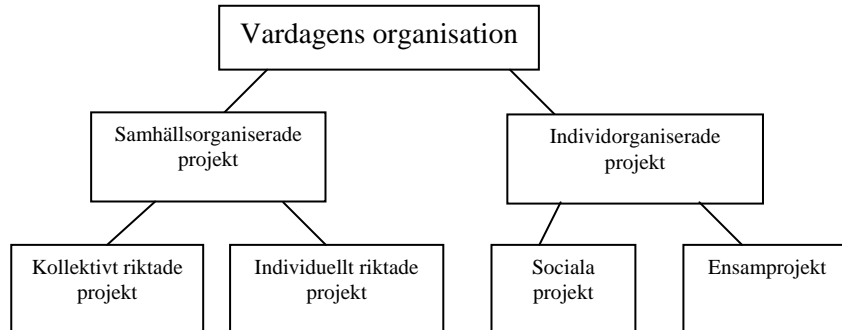 Vardagens organisation
Samhällsorganiserade
projekt
Individorganiserade
projekt
Kollektivt riktade
projekt
Individuellt riktade
projekt
Sociala
projekt
Ensamprojekt